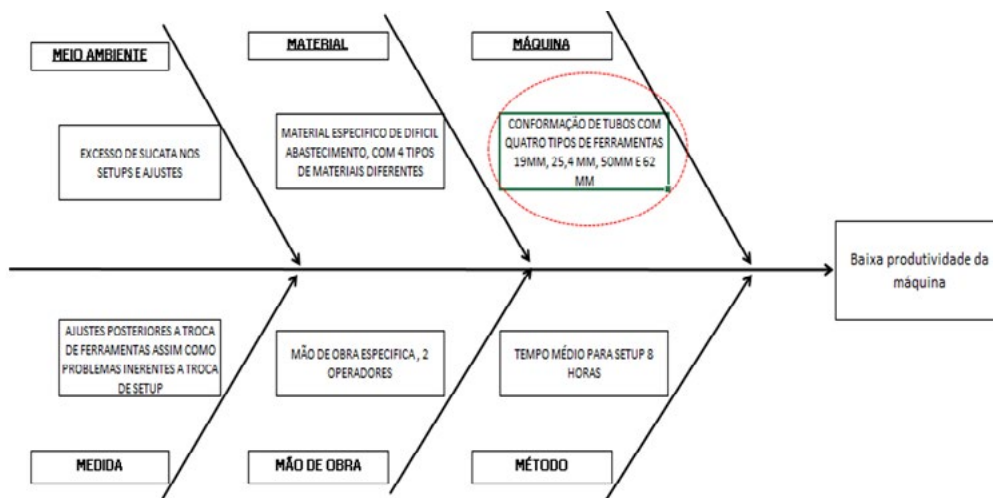 MEIO AMBIENTE
EXCESSO DE SUCATA NOS
SETUPS E AJUSTES
MATERIAL
MATERIAL ESPECIFICO DE DIFICIL
ABASTECIMENTO, COM 4 TIPOS
DE MATERIAIS DIFERENTES
MÁQUINA
CONFORMAÇÃO DE TUBOS COM
QUATRO TIPOS DE FERRAMENTAS
19MM, 25,4 MM, 50MM E 62
MM
Baixa produtividade da
máquina
AJUSTES POSTERIORES A TROCA
DE FERRAMENTAS ASSIM COMO
PROBLEMAS INERENTES A TROCA
DE SETUP
MEDIDA
MÃO DE OBRA ESPECIFICA , 2
OPERADORES
MÃO DE OBRA
TEMPO MÉDIO PARA SETUP 8
HORAS
MÉTODO